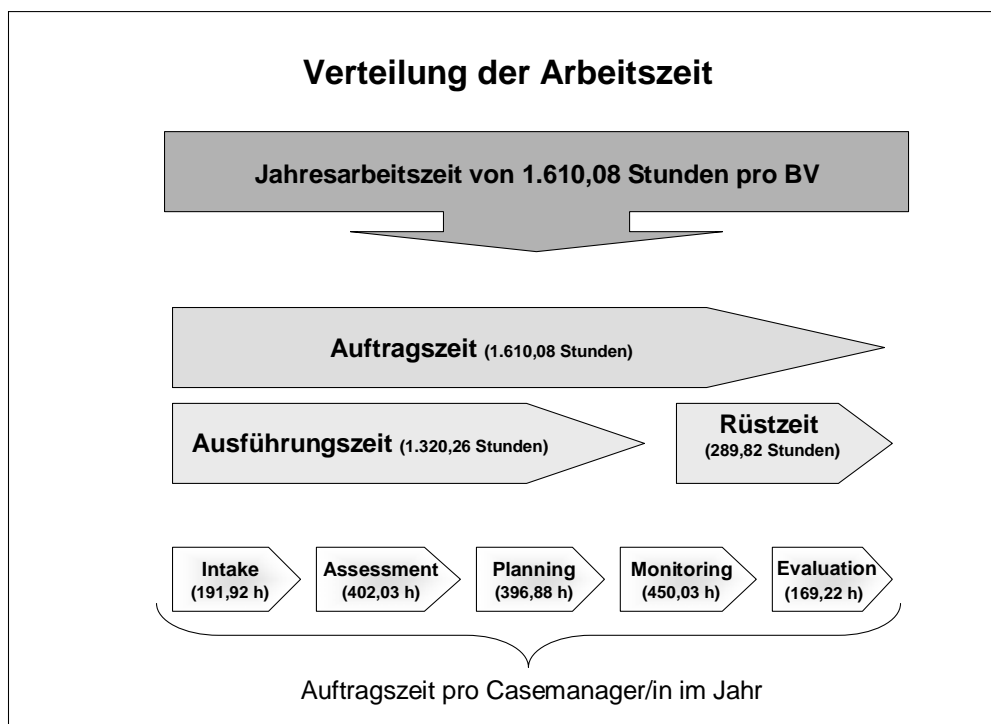 Verteilung der Arbeitszeit
Jahresarbeitszeit von 1.610,08 Stunden pro BV
Auftragszeit (1.610,08 Stunden)
Ausführungszeit (1.320,26 Stunden)
Rüstzeit
(289,82 Stunden)
Intake
(191,92 h)
Assessment
(402,03 h)
Planning
(396,88 h)
Monitoring
(450,03 h)
Evaluation
(169,22 h)
Auftragszeit pro Casemanager/in im Jahr